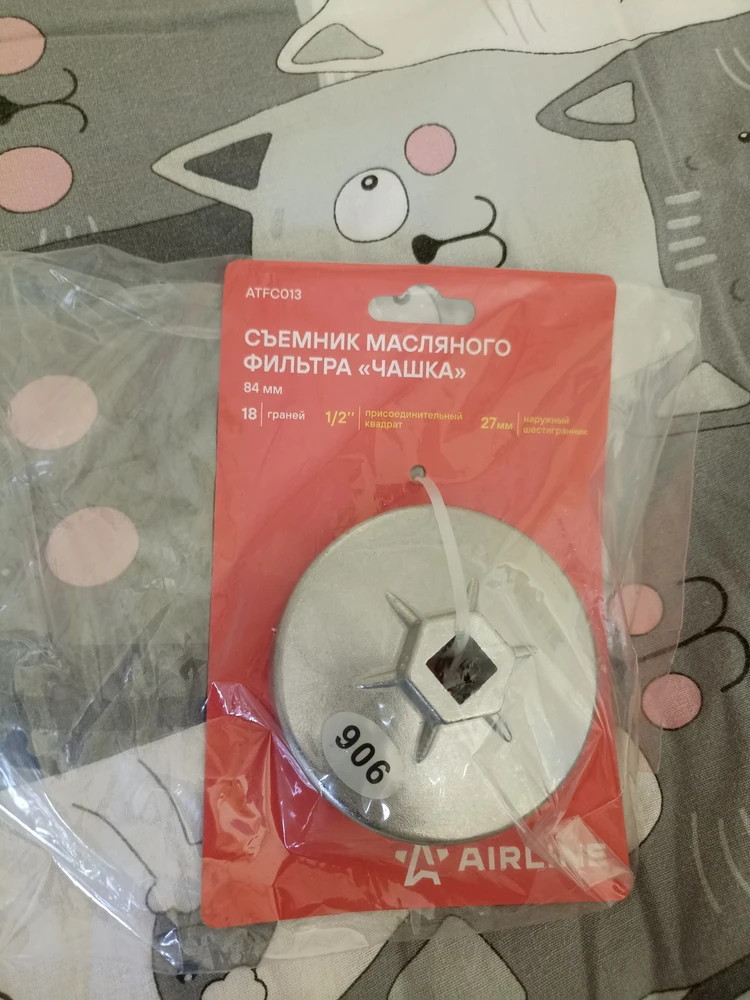 ATFC013
СЪЕМНИК МАСЛЯНОГО
ФИЛЬТРА «ЧАШКА»
84 мм
18 граней
1/2'' присоединительный
квадрат
27мм наружный
шестигранник
906
AIRLINE